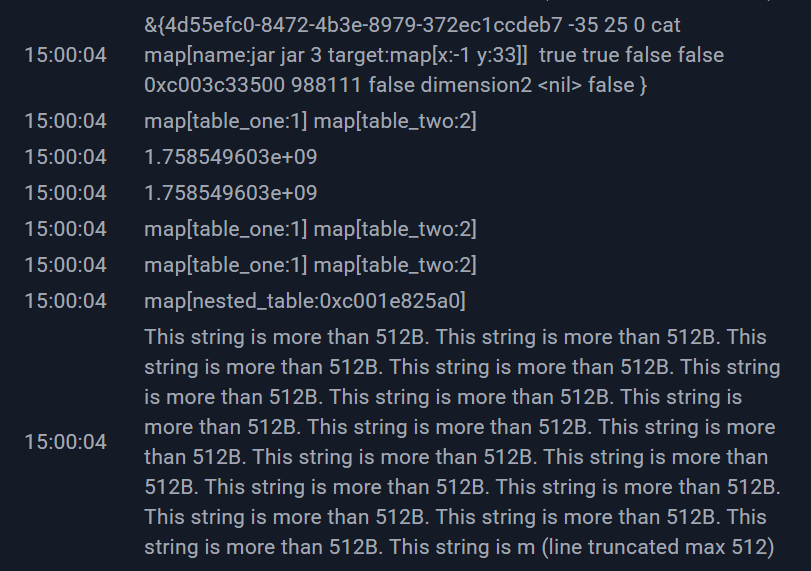 &{4d55efc0-8472-4b3e-8979-372ec1ccdeb7 -35 25 0 cat
15:00:04 map[name:jar jar 3 target:map[x:-1 y:33]]  true true false false
0xc003c33500 988111 false dimension2 <nil> false }
15:00:04 map[table_one:1] map[table_two:2]
15:00:04 1.758549603e+09
15:00:04 1.758549603e+09
15:00:04 map[table_one:1] map[table_two:2]
15:00:04 map[table_one:1] map[table_two:2]
15:00:04 map[nested_table:0xc001e825a0]
This string is more than 512B. This string is more than 512B. This
string is more than 512B. This string is more than 512B. This string
is more than 512B. This string is more than 512B. This string is
more than 512B. This string is more than 512B. This string is more
15:00:04 than 512B. This string is more than 512B. This string is more than
512B. This string is more than 512B. This string is more than 512B.
This string is more than 512B. This string is more than 512B. This
string is more than 512B. This string is m (line truncated max 512)